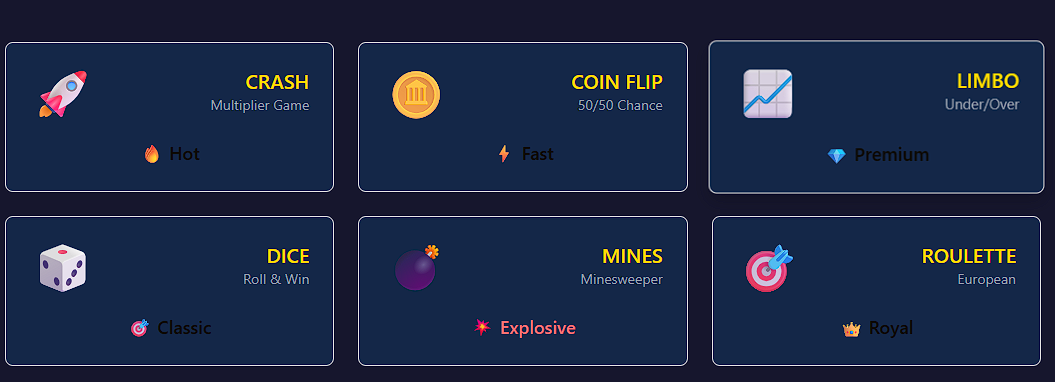 CRASH
Multiplier Game
Hot
COIN FLIP
50/50 Chance
Fast
LIMBO
Under/Over
Premium
DICE
Roll & Win
Classic
MINES
Minesweeper
Explosive
ROULETTE
European
Royal